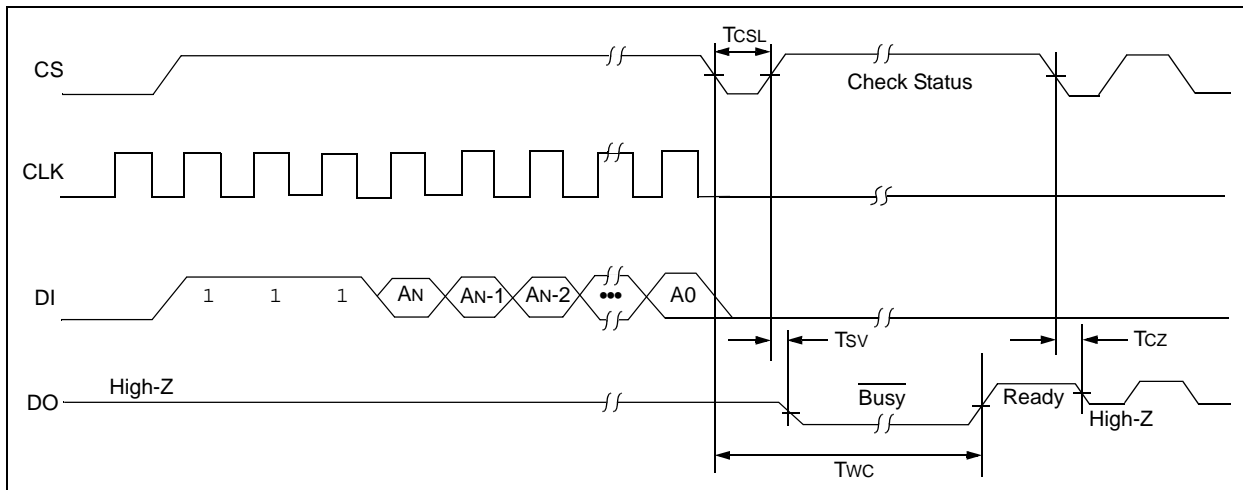 TCSL
CS
Check Status
CLK
DI
1 1 1 AN AN-1 AN-2 ••• A0
TSV
TCZ
High-Z
DO
Busy
Ready
High-Z
TWC